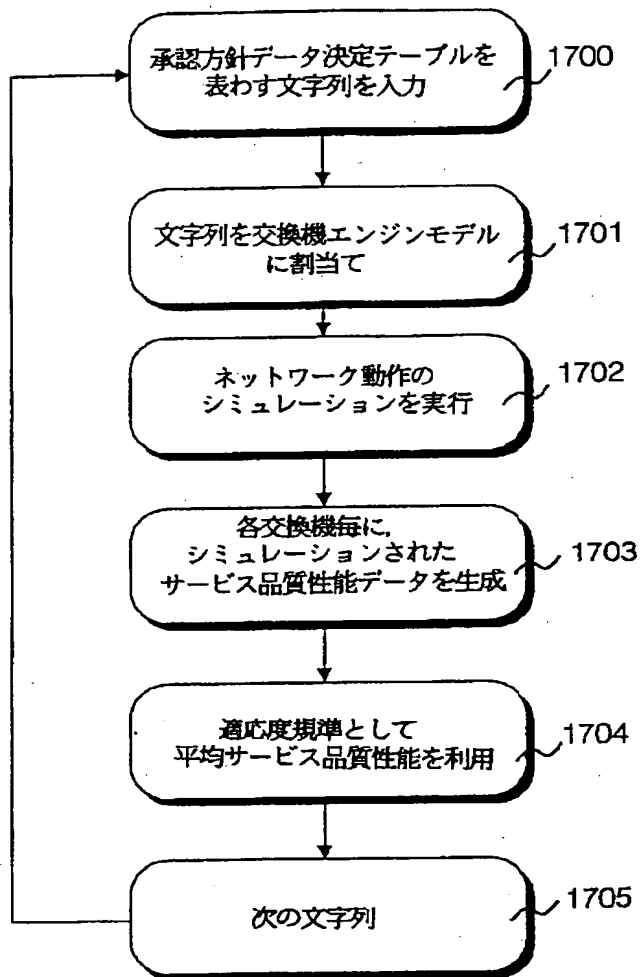 承認方針データ決定テーブルを
表わす文字列を入力
1700
文字列を交換機エンジンモデル
に割当て
1701
ネットワーク動作の
シミュレーションを実行
1702
各交換機毎に,
シミュレーションされた
サービス品質性能データを生成
1703
適応度規準として
平均サービス品質性能を利用
1704
次の文字列
1705